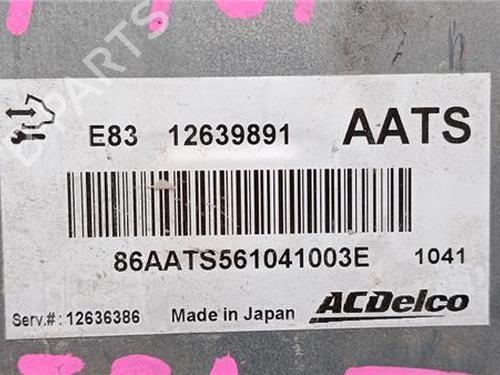 E83 12639891 AATS
86AATS561041003E 1041
Serv.#: 12636386 Made in Japan ACDelco